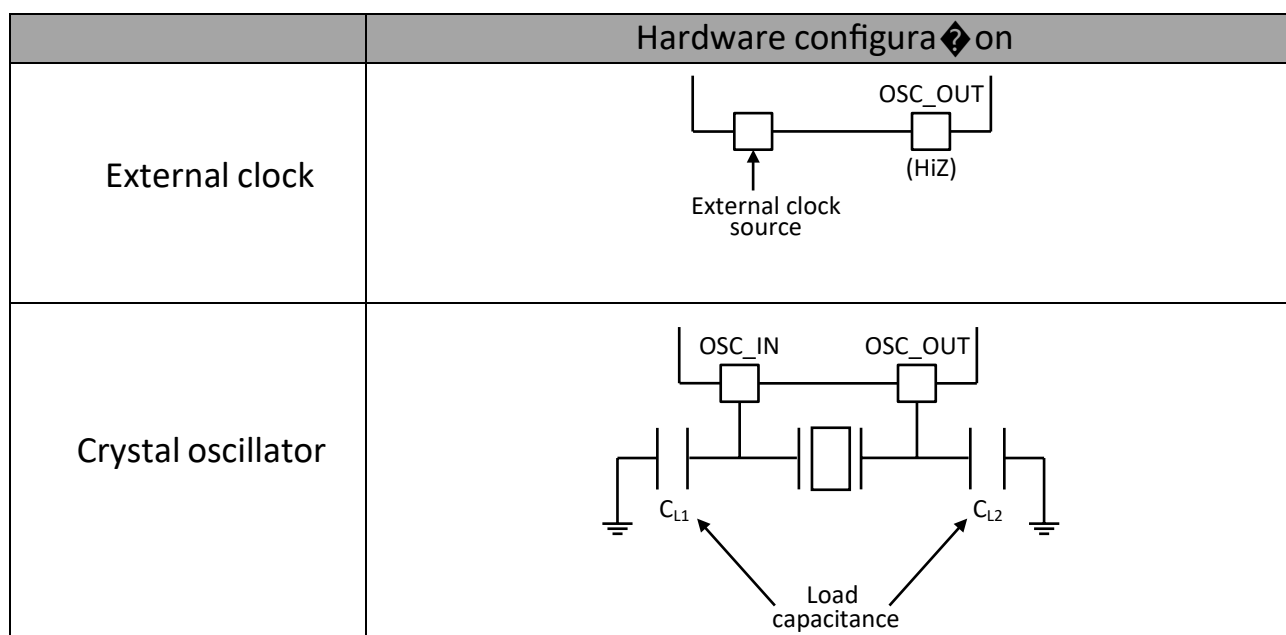 Hardware configura�on
OSC_OUT
External clock
(HiZ)
External clock
source
OSC_IN OSC_OUT
Crystal oscillator
CL1 CL2
Load
capacitance